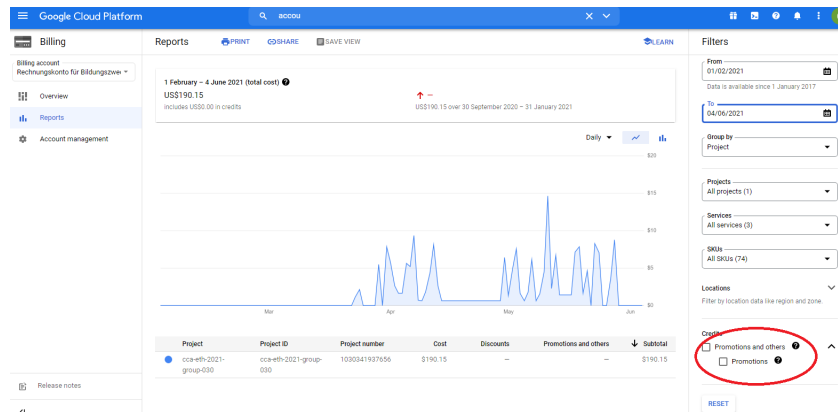 Google Cloud Platform
accou
Billing
Reports
PRINT
SHARE
SAVE VIEW
LEARN
Filters
Billing account
Rechnungskonto für Bildungszwe
Overview
Reports
Account management
Release notes
1 February – 4 June 2021 (total cost)
US$190.15
includes US$0.00 in credits
–
US$190.15 over 30 September 2020 – 31 January 2021
Daily
$20
$15
$10
$5
$0
Mar
Apr
May
Jun
Project Project ID Project number Cost Discounts Promotions and others Subtotal
cca-eth-2021-group-030 cca-eth-2021-group-030 1030341937656 $190.15 – – $190.15
From
01/02/2021
Data is available since 1 January 2017
To
04/06/2021
Group by
Project
Projects
All projects (1)
Services
All services (3)
SKUs
All SKUs (74)
Locations
Filter by location data like region and zone.
Credits
Promotions and others
Promotions
RESET